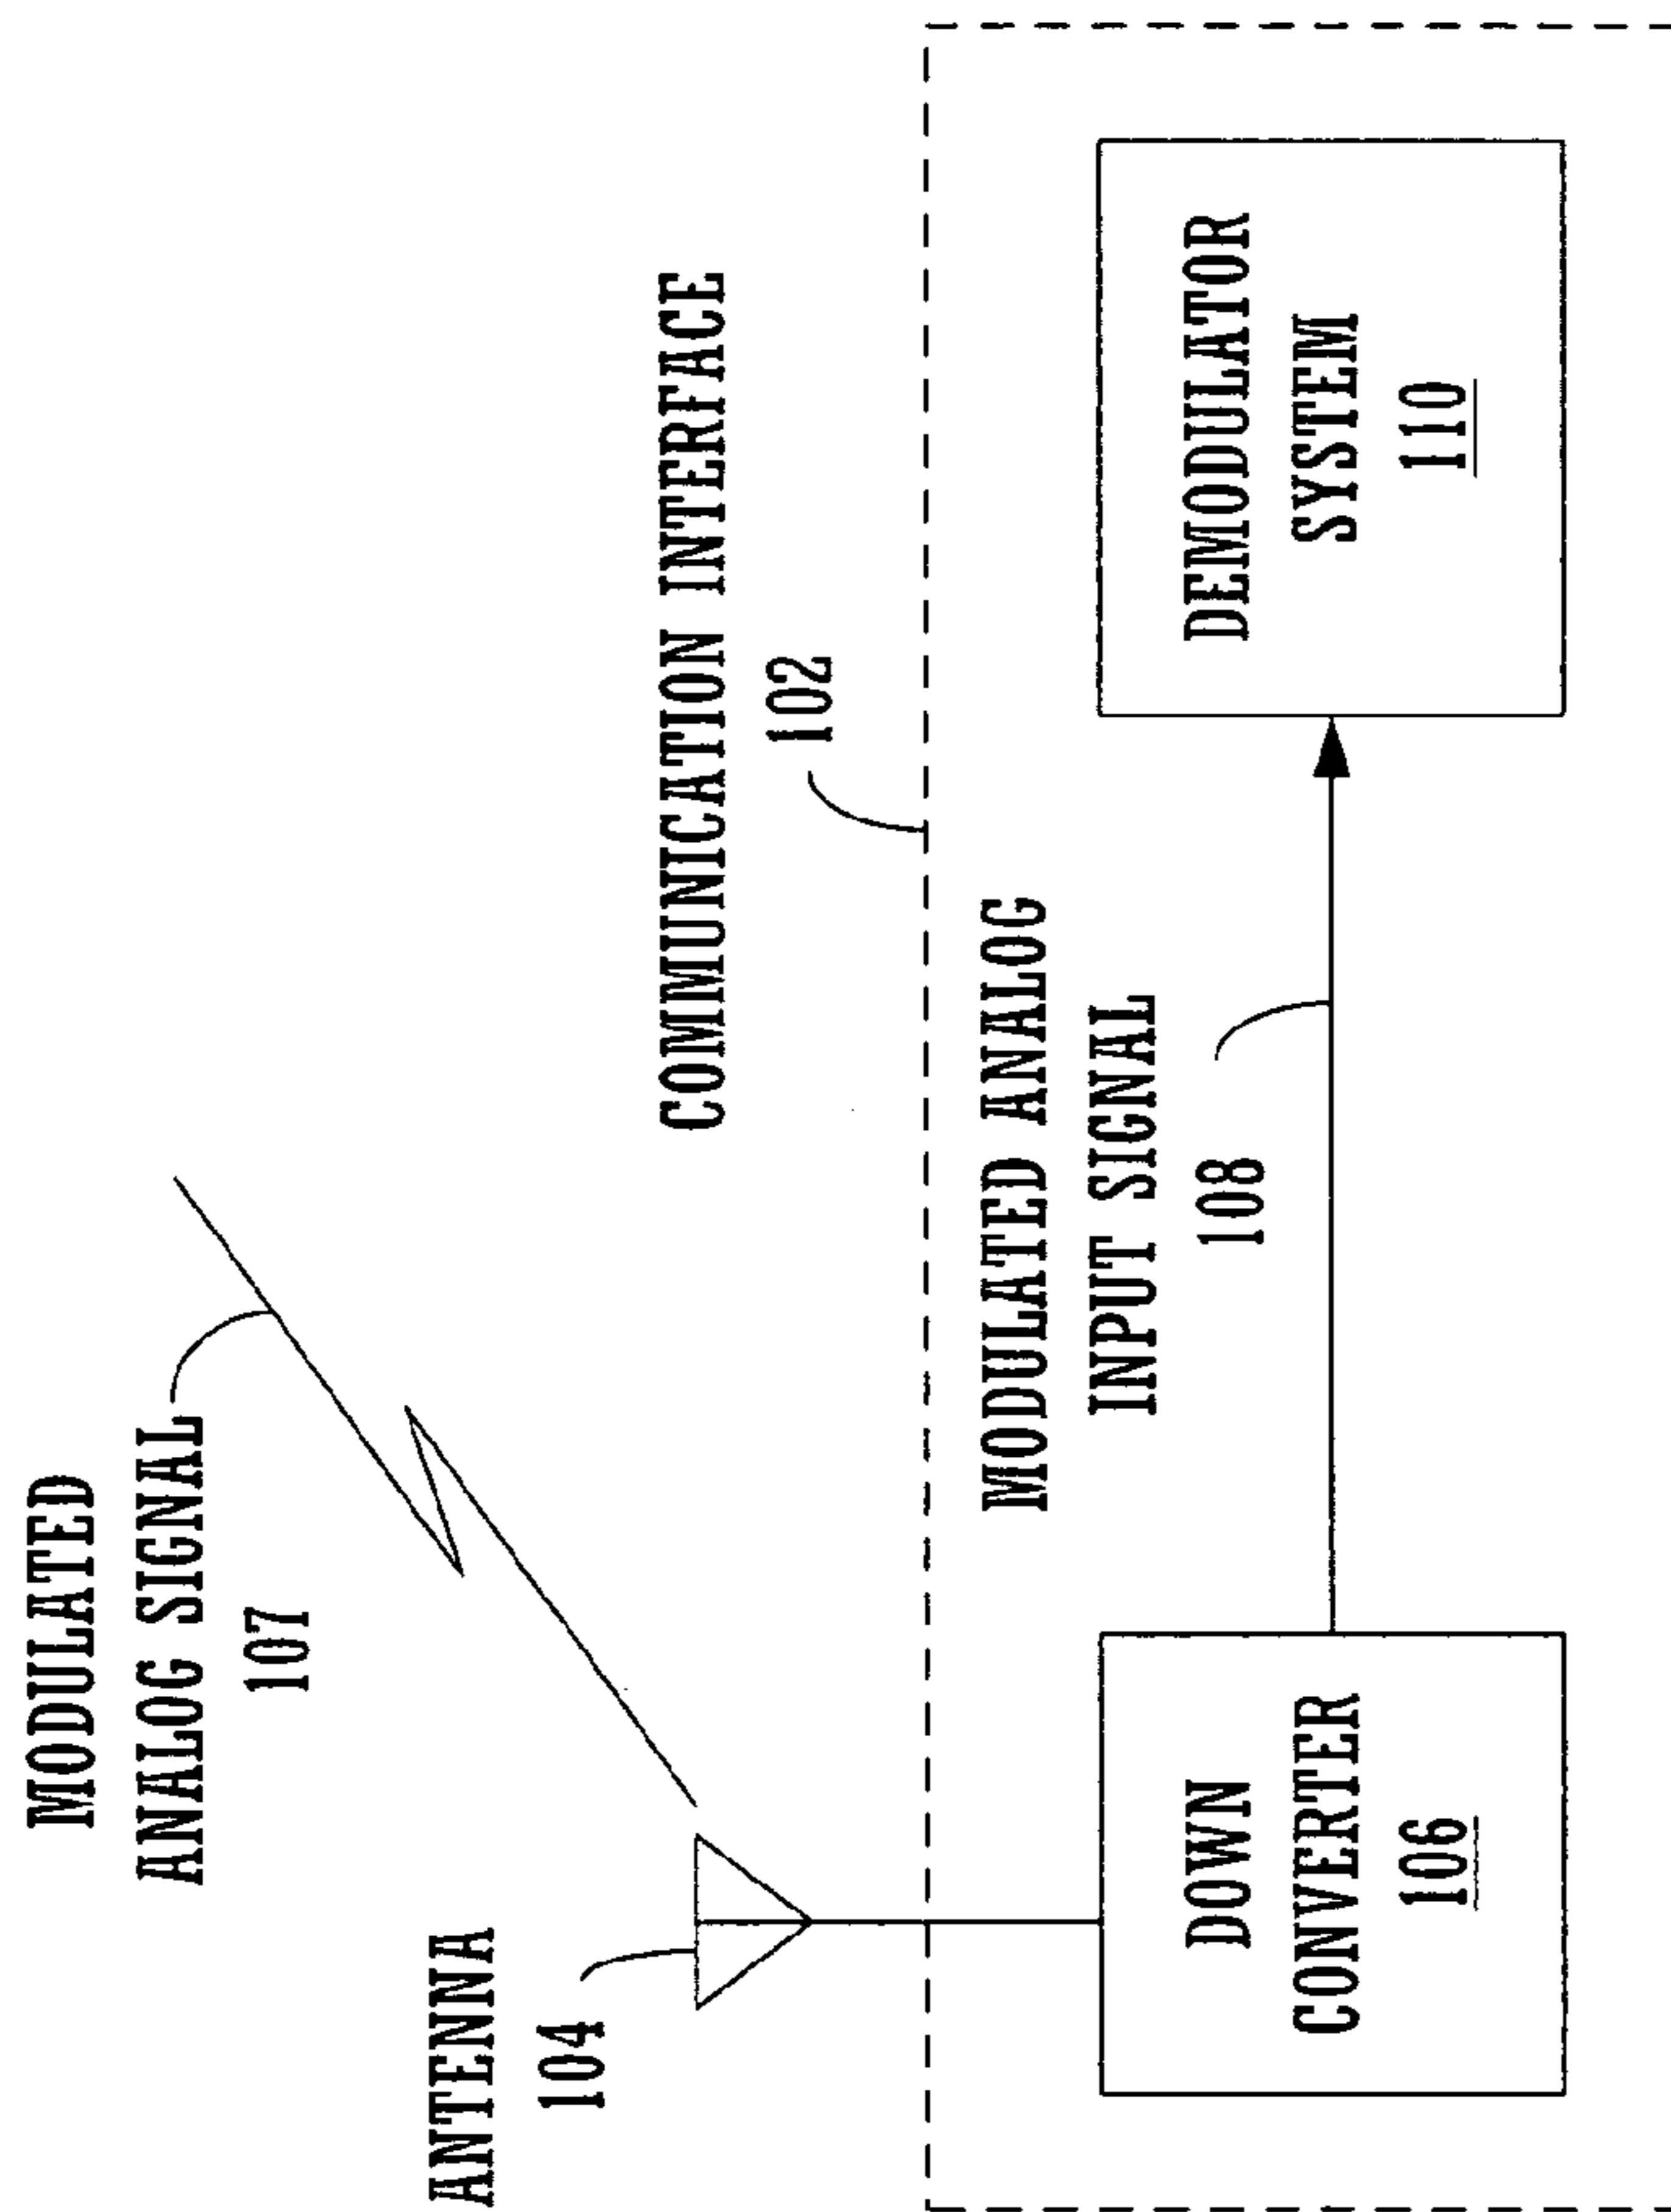 MODULATED
ANALOG SIGNAL
107
ANTENNA
104
COMMUNICATION INTERFACE
102
MODULATED ANALOG
INPUT SIGNAL
108
DOWN
CONVERTER
106
DEMODULATOR
SYSTEM
110